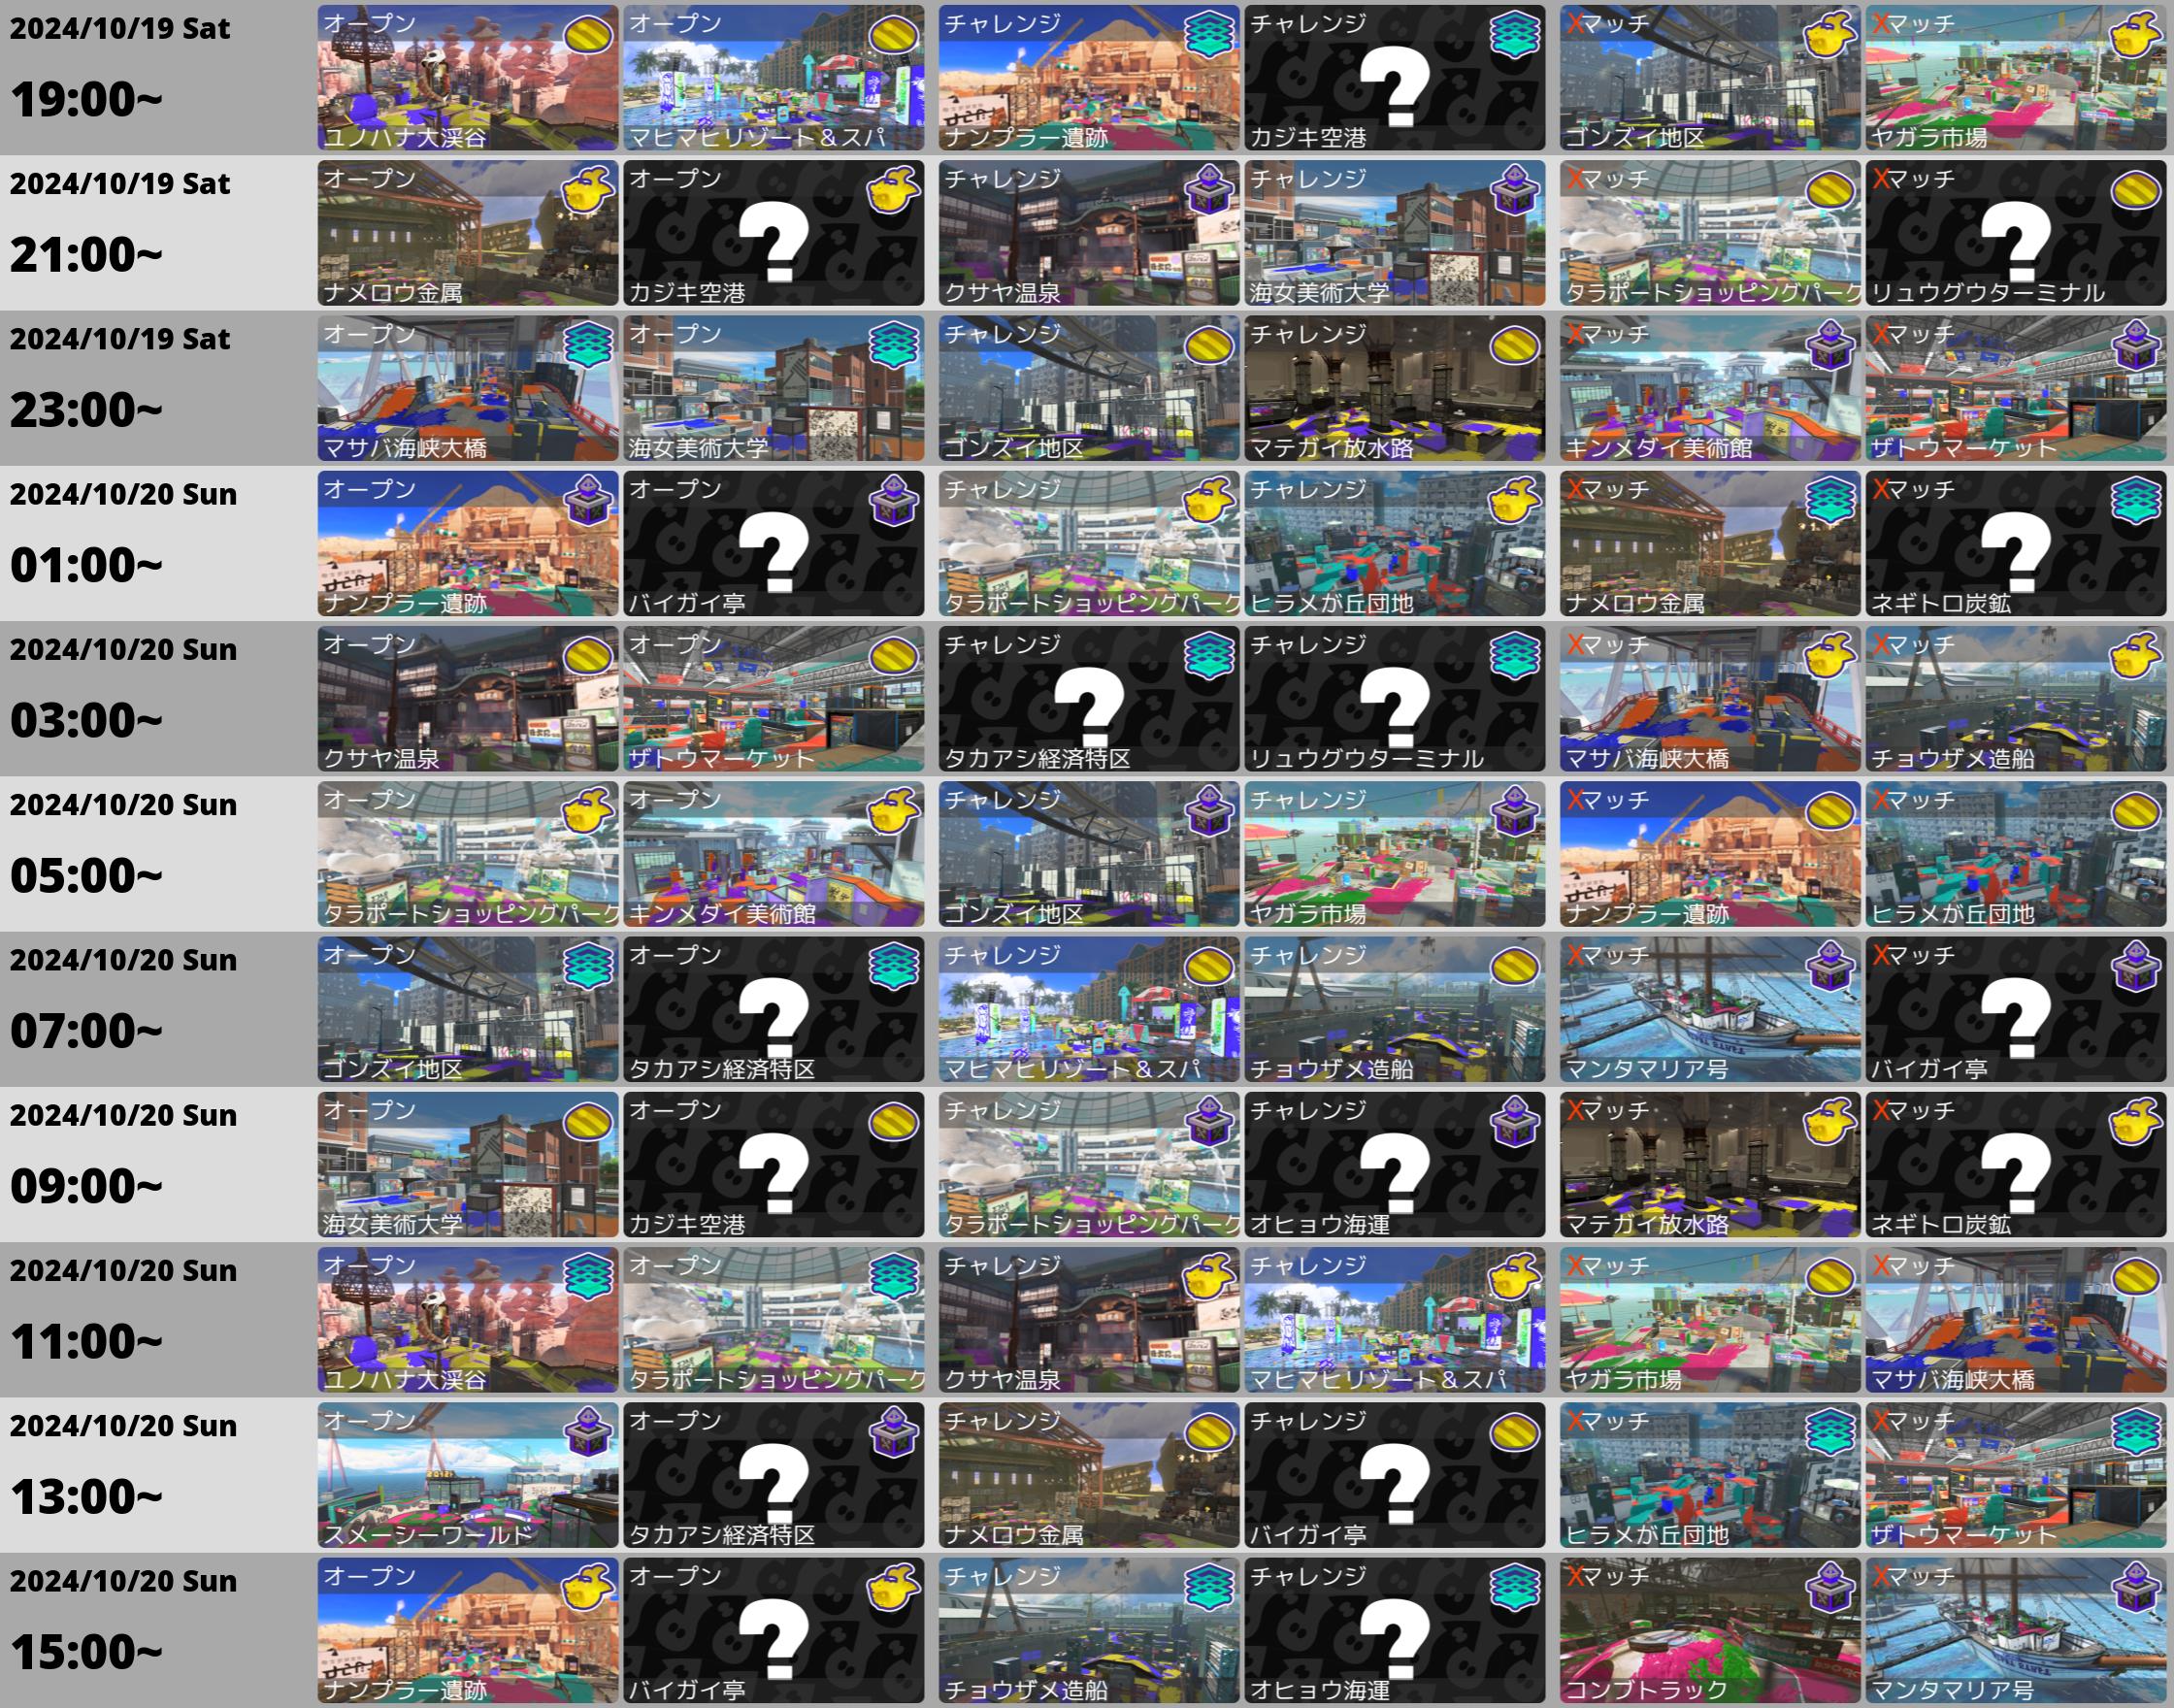 2024/10/19 Sat
19:00~
オープン
ユノハナ大渓谷
オープン
マヒマヒリゾート＆スパ
チャレンジ
ナンプラー遺跡
チャレンジ
?
カジキ空港
Xマッチ
ゴンズイ地区
Xマッチ
ヤガラ市場
2024/10/19 Sat
21:00~
オープン
ナメロウ金属
オープン
?
カジキ空港
チャレンジ
クサヤ温泉
チャレンジ
海女美術大学
Xマッチ
タラポートショッピングパーク
Xマッチ
?
リュウグウターミナル
2024/10/19 Sat
23:00~
オープン
マサバ海峡大橋
オープン
海女美術大学
チャレンジ
ゴンズイ地区
チャレンジ
マテガイ放水路
Xマッチ
キンメダイ美術館
Xマッチ
ザトウマーケット
2024/10/20 Sun
01:00~
オープン
ナンプラー遺跡
オープン
?
バイガイ亭
チャレンジ
タラポートショッピングパーク
チャレンジ
ヒラメが丘団地
Xマッチ
ナメロウ金属
Xマッチ
?
ネギトロ炭鉱
2024/10/20 Sun
03:00~
オープン
クサヤ温泉
オープン
ザトウマーケット
チャレンジ
?
タカアシ経済特区
チャレンジ
?
リュウグウターミナル
Xマッチ
マサバ海峡大橋
Xマッチ
チョウザメ造船
2024/10/20 Sun
05:00~
オープン
タラポートショッピングパーク
オープン
キンメダイ美術館
チャレンジ
ゴンズイ地区
チャレンジ
ヤガラ市場
Xマッチ
ナンプラー遺跡
Xマッチ
ヒラメが丘団地
2024/10/20 Sun
07:00~
オープン
ゴンズイ地区
オープン
?
タカアシ経済特区
チャレンジ
マヒマヒリゾート＆スパ
チャレンジ
チョウザメ造船
Xマッチ
マンタマリア号
Xマッチ
?
バイガイ亭
2024/10/20 Sun
09:00~
オープン
海女美術大学
オープン
?
カジキ空港
チャレンジ
タラポートショッピングパーク
チャレンジ
?
オヒョウ海運
Xマッチ
マテガイ放水路
Xマッチ
?
ネギトロ炭鉱
2024/10/20 Sun
11:00~
オープン
ユノハナ大渓谷
オープン
タラポートショッピングパーク
チャレンジ
クサヤ温泉
チャレンジ
マヒマヒリゾート＆スパ
Xマッチ
ヤガラ市場
Xマッチ
マサバ海峡大橋
2024/10/20 Sun
13:00~
オープン
スメーシーワールド
オープン
?
タカアシ経済特区
チャレンジ
ナメロウ金属
チャレンジ
?
バイガイ亭
Xマッチ
ヒラメが丘団地
Xマッチ
ザトウマーケット
2024/10/20 Sun
15:00~
オープン
ナンプラー遺跡
オープン
?
バイガイ亭
チャレンジ
チョウザメ造船
チャレンジ
?
オヒョウ海運
Xマッチ
コンブトラック
Xマッチ
マンタマリア号